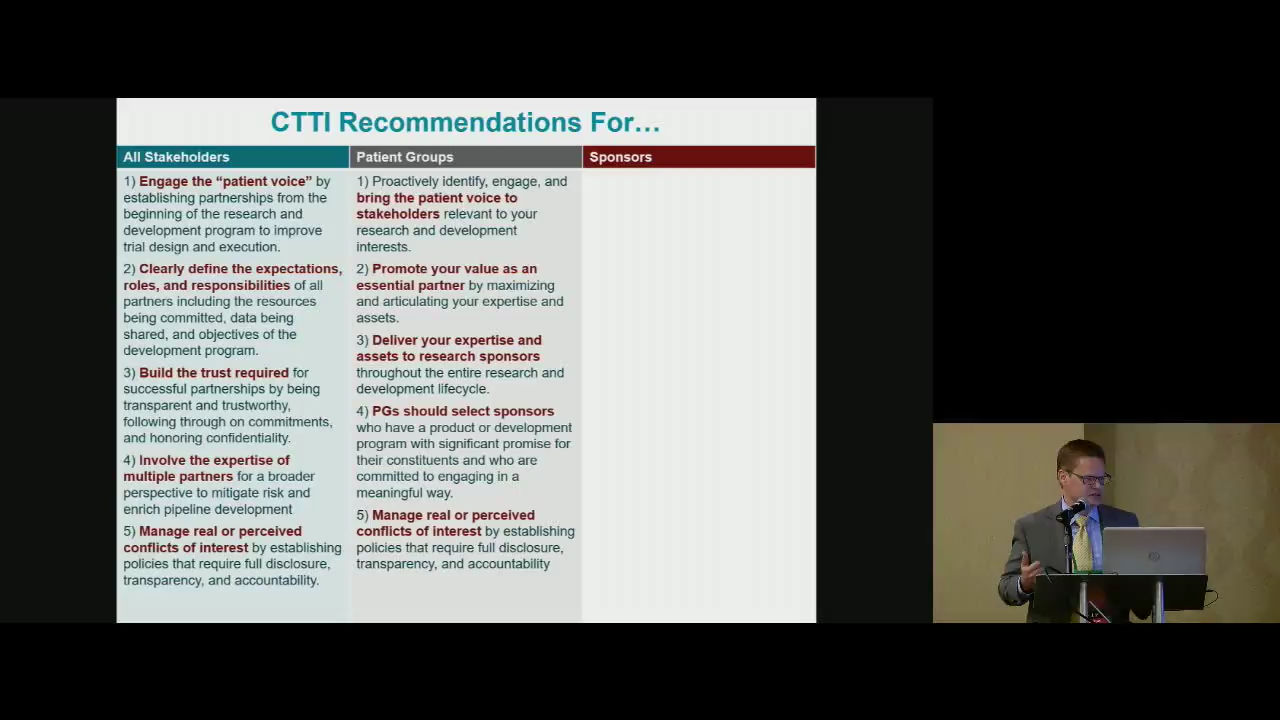 CTTI Recommendations For…
All Stakeholders
1) Engage the “patient voice” by
establishing partnerships from the
beginning of the research and
development program to improve
trial design and execution.
2) Clearly define the expectations,
roles, and responsibilities of all
partners including the resources
being committed, data being
shared, and objectives of the
development program.
3) Build the trust required for
successful partnerships by being
transparent and trustworthy,
following through on commitments,
and honoring confidentiality.
4) Involve the expertise of
multiple partners for a broader
perspective to mitigate risk and
enrich pipeline development
5) Manage real or perceived
conflicts of interest by establishing
policies that require full disclosure,
transparency, and accountability.
Patient Groups
1) Proactively identify, engage, and
bring the patient voice to
stakeholders relevant to your
research and development
interests.
2) Promote your value as an
essential partner by maximizing
and articulating your expertise and
assets.
3) Deliver your expertise and
assets to research sponsors
throughout the entire research and
development lifecycle.
4) PGs should select sponsors
who have a product or development
program with significant promise for
their constituents and who are
committed to engaging in a
meaningful way.
5) Manage real or perceived
conflicts of interest by establishing
policies that require full disclosure,
transparency, and accountability
Sponsors